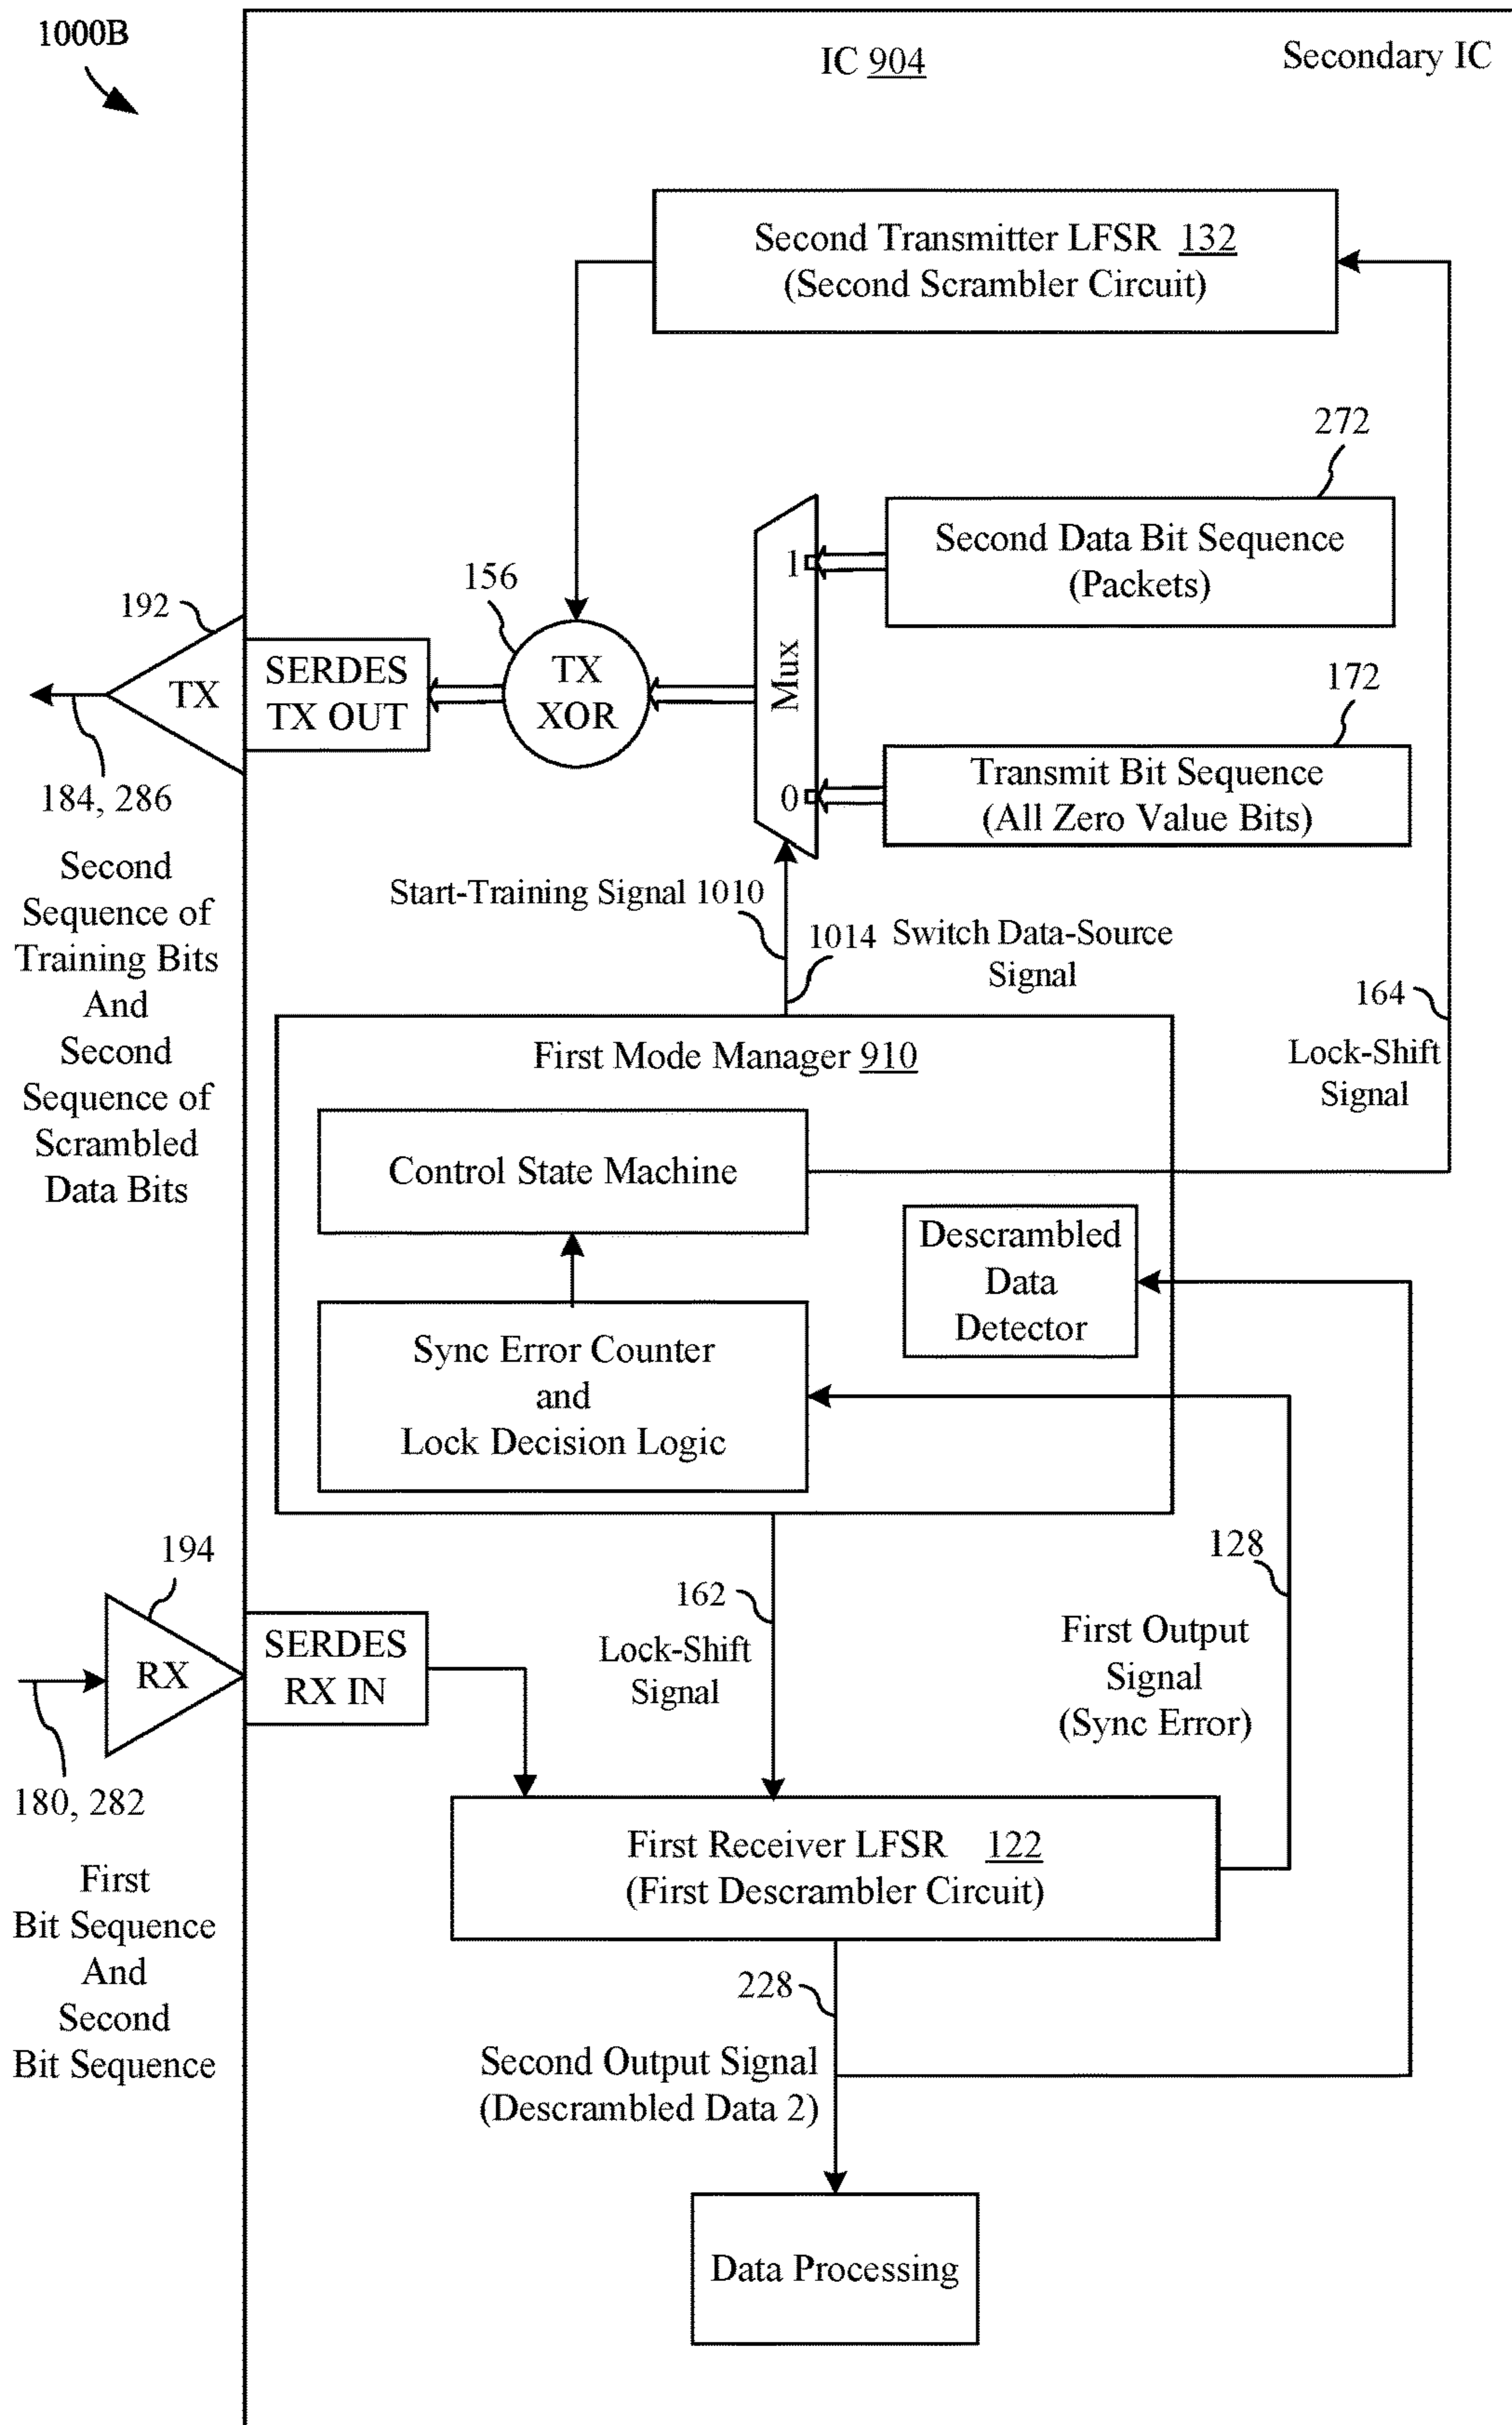 1000B
IC 904
Secondary IC
Second Transmitter LFSR 132
(Second Scrambler Circuit)
272
Second Data Bit Sequence
(Packets)
1
156
192
TX
SERDES
TX OUT
TX
XOR
Mux
172
Transmit Bit Sequence
(All Zero Value Bits)
0
184, 286
Second
Sequence of
Training Bits
And
Second
Sequence of
Scrambled
Data Bits
Start-Training Signal 1010
1014 Switch Data-Source
Signal
164
Lock-Shift
Signal
First Mode Manager 910
Control State Machine
Descrambled
Data
Detector
Sync Error Counter
and
Lock Decision Logic
194
RX
SERDES
RX IN
180, 282
First
Bit Sequence
And
Second
Bit Sequence
162
Lock-Shift
Signal
128
First Output
Signal
(Sync Error)
First Receiver LFSR 122
(First Descrambler Circuit)
228
Second Output Signal
(Descrambled Data 2)
Data Processing